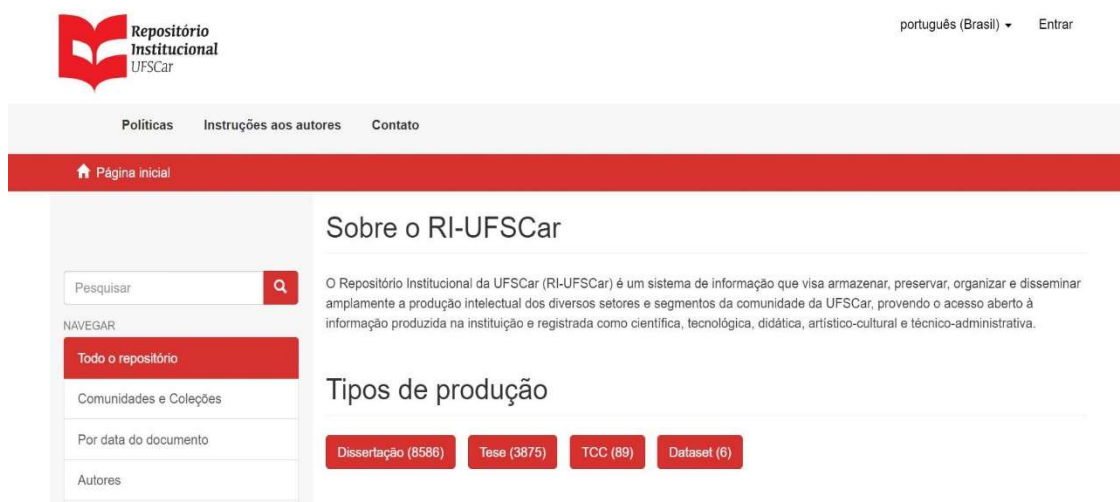 Repositório
Institucional
UFSCar
português (Brasil)
Entrar
Políticas
Instruções aos autores
Contato
Página inicial
Pesquisar
NAVEGAR
Todo o repositório
Comunidades e Coleções
Por data do documento
Autores
Sobre o RI-UFSCar
O Repositório Institucional da UFSCar (RI-UFSCar) é um sistema de informação que visa armazenar, preservar, organizar e disseminar
amplamente a produção intelectual dos diversos setores e segmentos da comunidade da UFSCar, provendo o acesso aberto à
informação produzida na instituição e registrada como científica, tecnológica, didática, artístico-cultural e técnico-administrativa.
Tipos de produção
Dissertação (8586)
Tese (3875)
TCC (89)
Dataset (6)